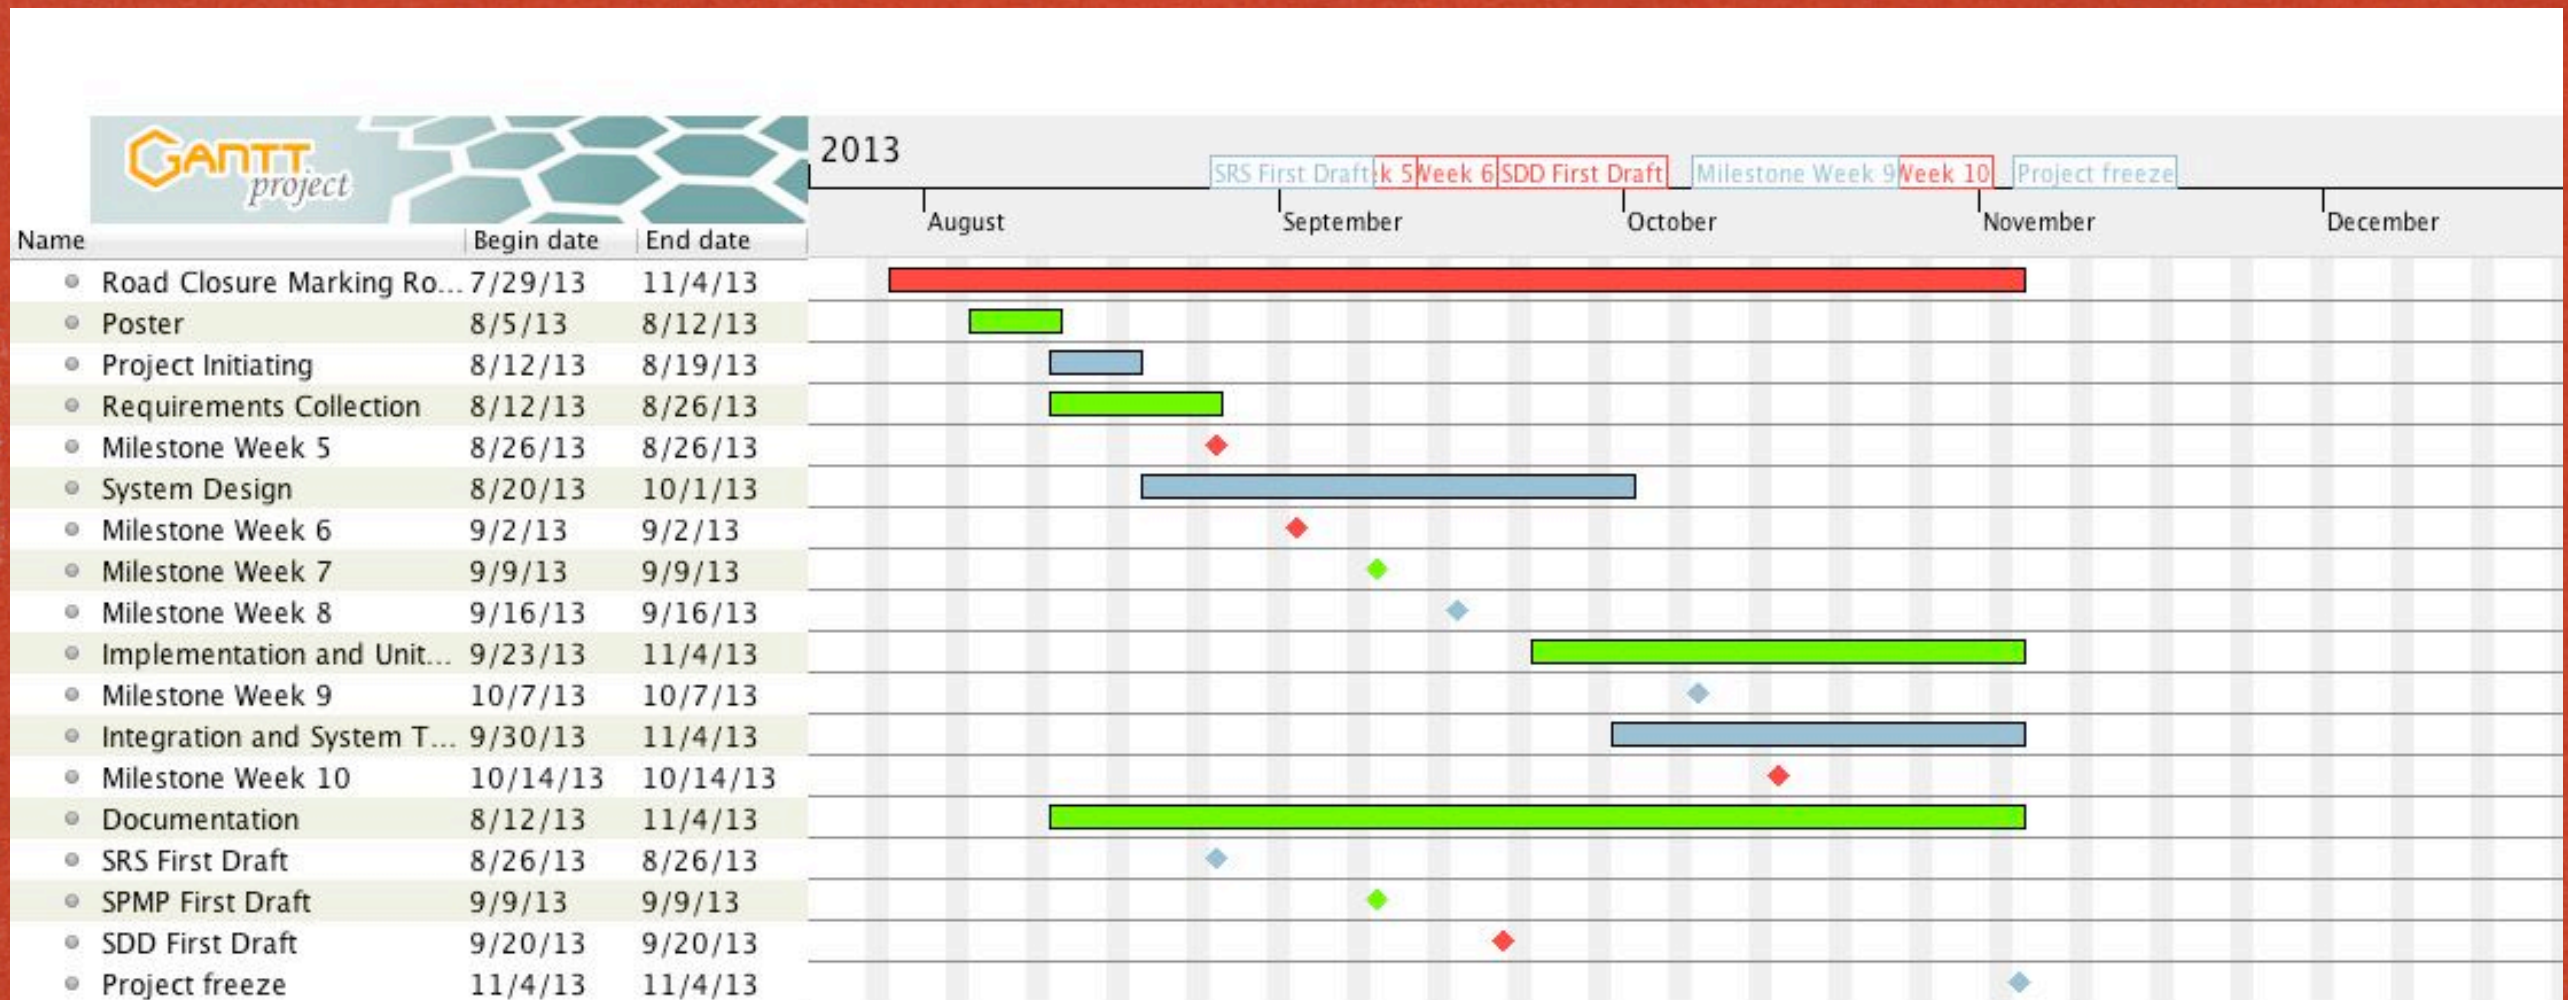 GANTT
project
2013
SRS First Draft k 5 Week 6 SDD First Draft Milestone Week 9 Week 10 Project freeze
August September October November December
Name Begin date End date
Road Closure Marking Ro... 7/29/13 11/4/13
Poster 8/5/13 8/12/13
Project Initiating 8/12/13 8/19/13
Requirements Collection 8/12/13 8/26/13
Milestone Week 5 8/26/13 8/26/13
System Design 8/20/13 10/1/13
Milestone Week 6 9/2/13 9/2/13
Milestone Week 7 9/9/13 9/9/13
Milestone Week 8 9/16/13 9/16/13
Implementation and Unit... 9/23/13 11/4/13
Milestone Week 9 10/7/13 10/7/13
Integration and System T... 9/30/13 11/4/13
Milestone Week 10 10/14/13 10/14/13
Documentation 8/12/13 11/4/13
SRS First Draft 8/26/13 8/26/13
SPMP First Draft 9/9/13 9/9/13
SDD First Draft 9/20/13 9/20/13
Project freeze 11/4/13 11/4/13